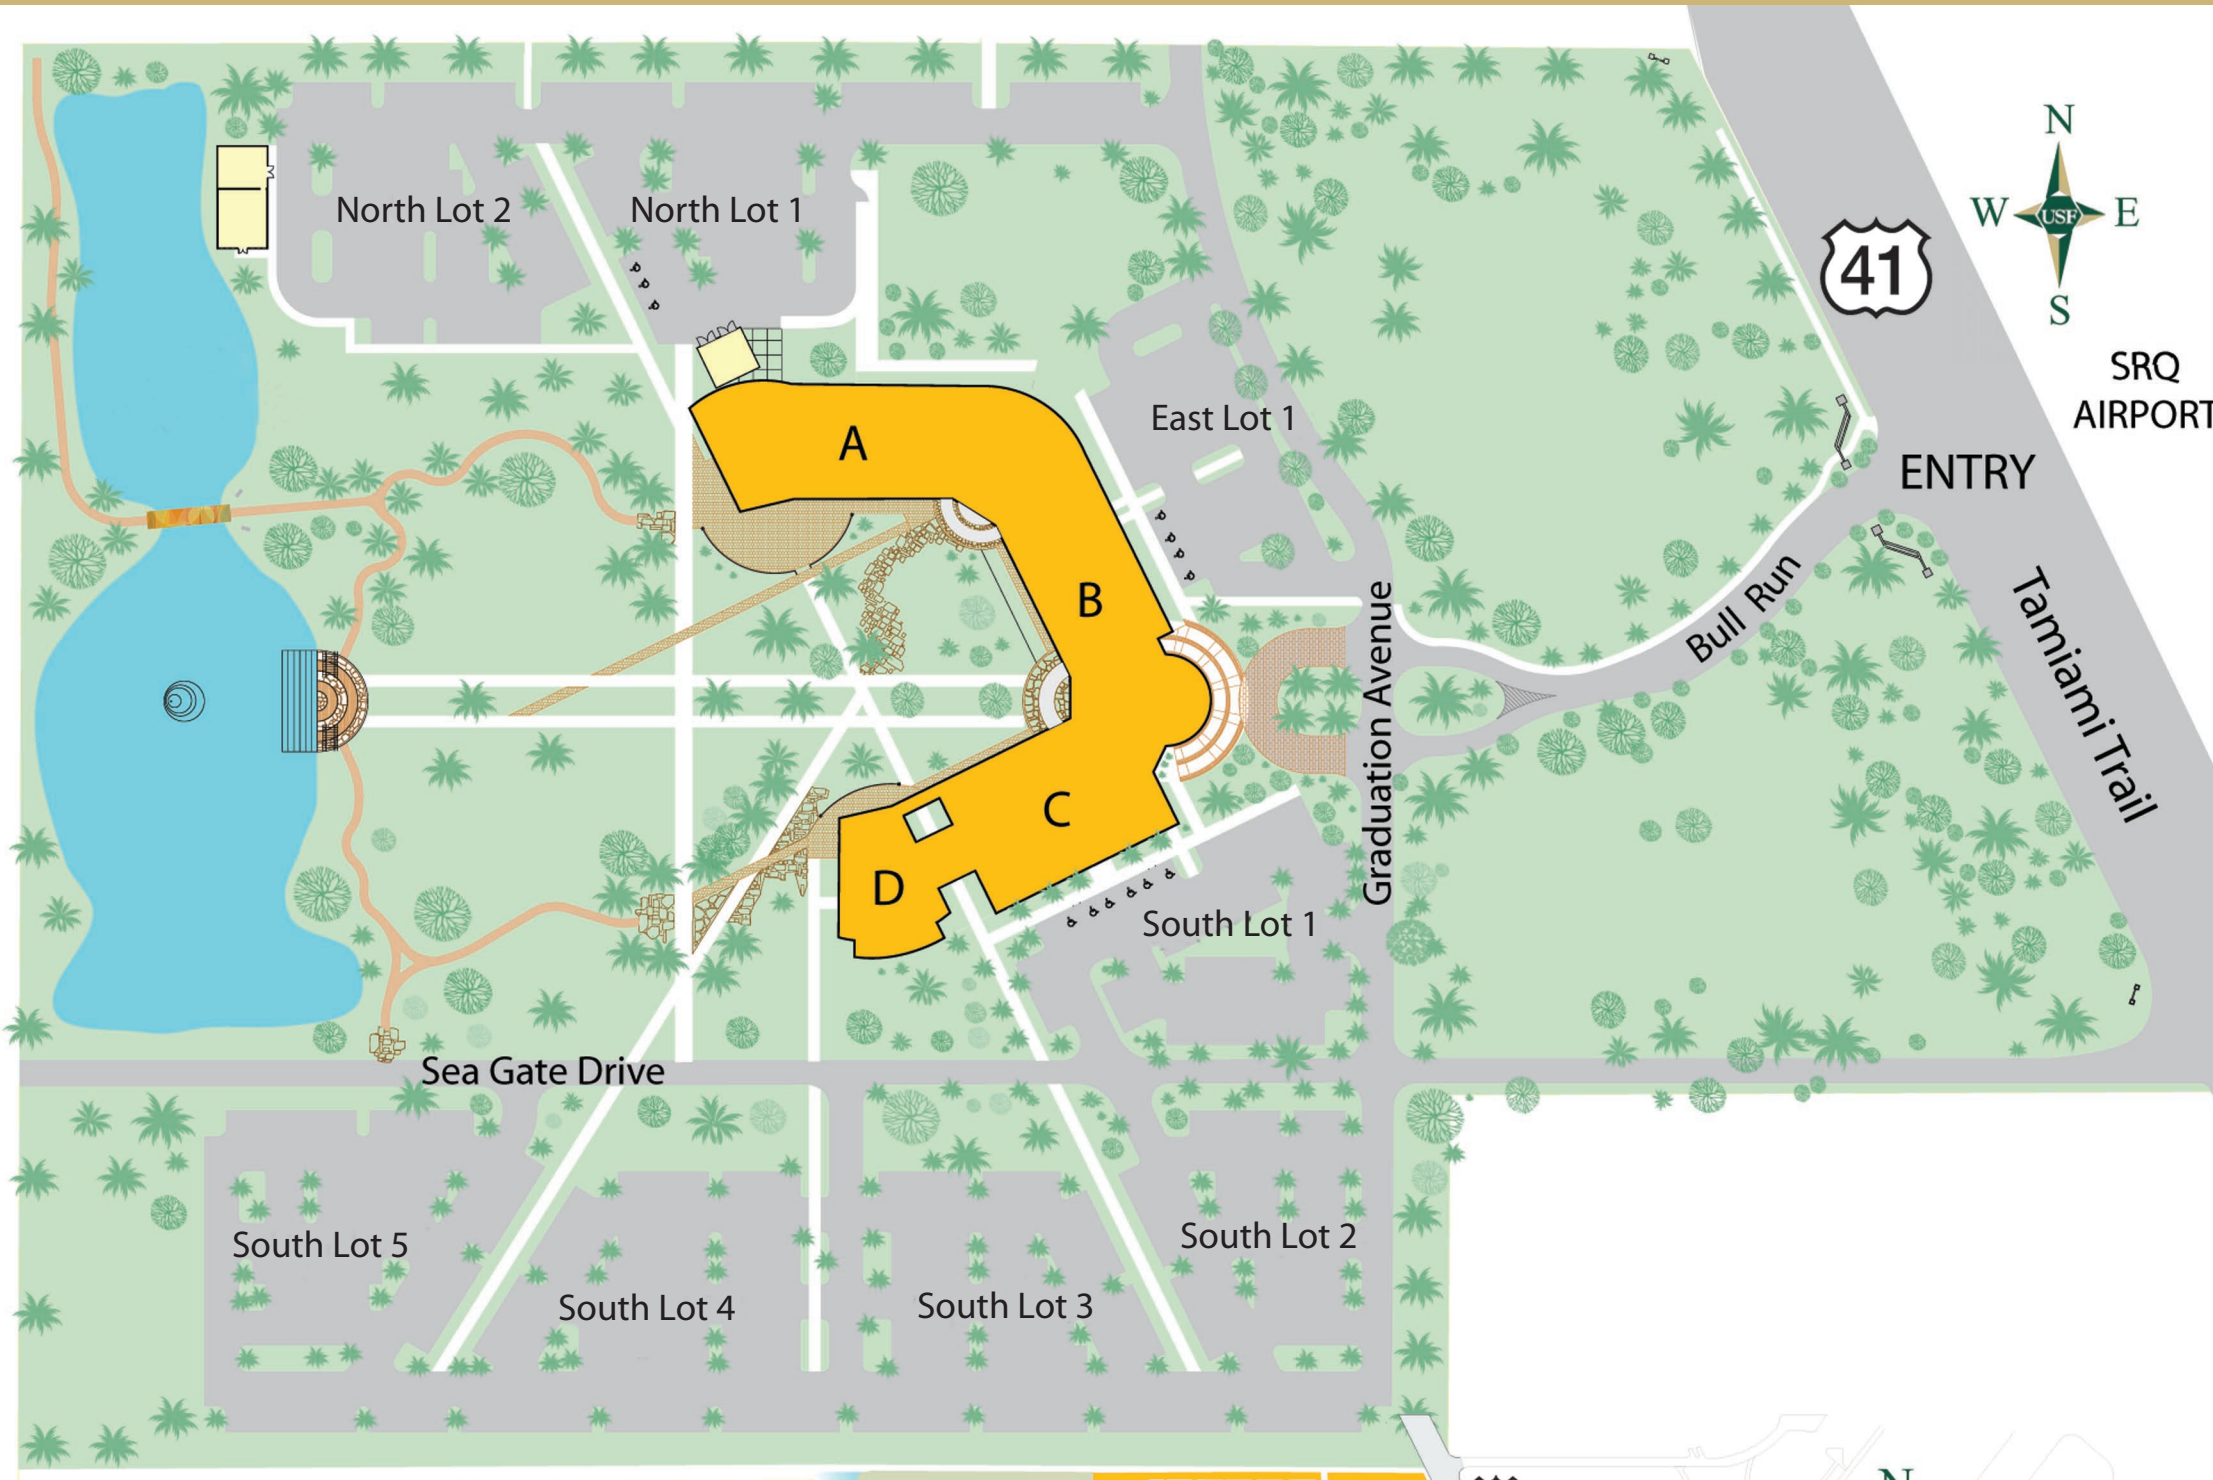 N
W USF E
S
41
SRQ
AIRPORT
North Lot 2
North Lot 1
East Lot 1
A
ENTRY
B
Bull Run
Tamiami Trail
Graduation Avenue
C
D
South Lot 1
Sea Gate Drive
South Lot 5
South Lot 2
South Lot 4
South Lot 3
N